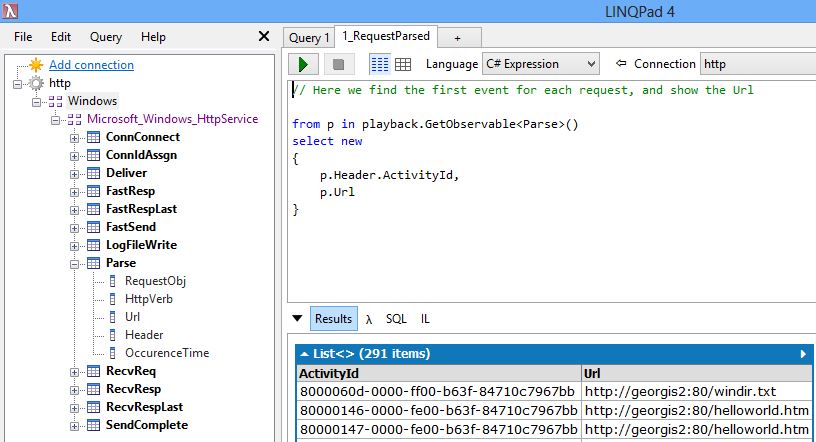 LINQPad 4
File Edit Query Help
Add connection
http
Windows
Microsoft_Windows_HttpService
ConnConnect
ConnIdAssgn
Deliver
FastResp
FastRespLast
FastSend
LogFileWrite
Parse
RequestObj
HttpVerb
Url
Header
OccurenceTime
RecvReq
RecvResp
RecvRespLast
SendComplete
Query 1 1_RequestParsed +
Language C# Expression Connection http
// Here we find the first event for each request, and show the Url
from p in playback.GetObservable<Parse>()
select new
{
p.Header.ActivityId,
p.Url
}
Results λ SQL IL
List<> (291 items)
ActivityId Url
8000060d-0000-ff00-b63f-84710c7967bb http://georgis2:80/windir.txt
80000146-0000-fe00-b63f-84710c7967bb http://georgis2:80/helloworld.htm
80000147-0000-fe00-b63f-84710c7967bb http://georgis2:80/helloworld.htm